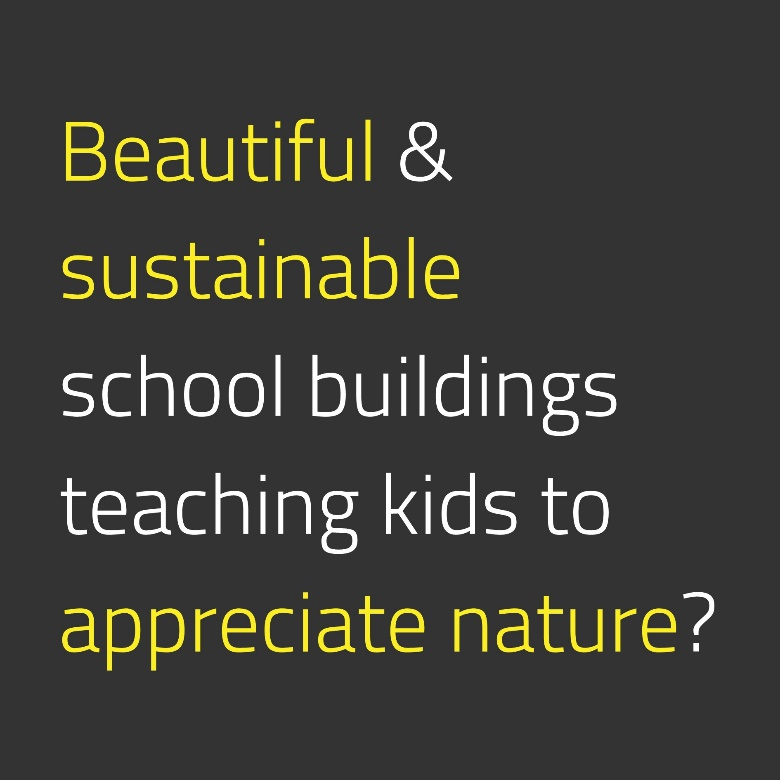 Beautiful &
sustainable
school buildings
teaching kids to
appreciate nature?